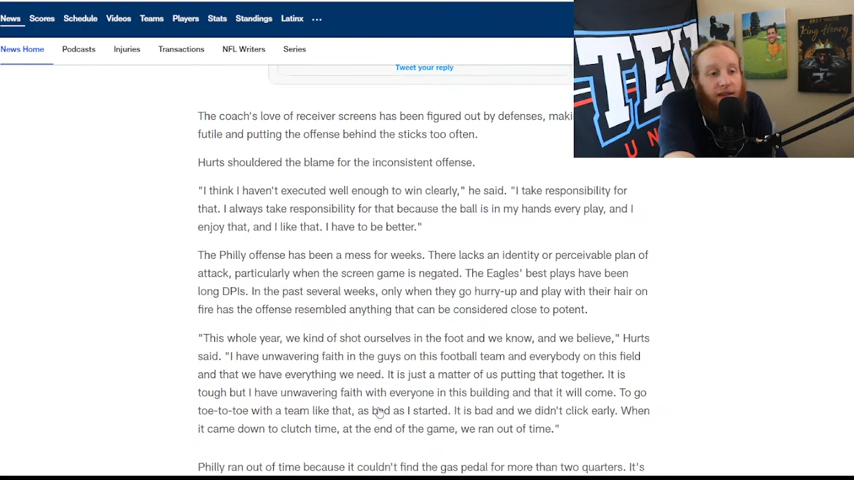 News Scores Schedule Videos Teams Players Stats Standings Latinx
News Home Podcasts Injuries Transactions NFL Writers Series
Tweet your reply
The coach's love of receiver screens has been figured out by defenses,
futile and putting the offense behind the sticks too often.
Hurts shouldered the blame for the inconsistent offense.
"I think I haven't executed well enough to win clearly," he said. "I take responsibility for
that. I always take responsibility for that because the ball is in my hands every play, and I
enjoy that, and I like that. I have to be better."
The Philly offense has been a mess for weeks. There lacks an identity or perceivable plan of
attack, particularly when the screen game is negated. The Eagles' best plays have been
long DPIs. In the past several weeks, only when they go hurry-up and play with their hair on
fire has the offense resembled anything that can be considered close to potent.
"This whole year, we kind of shot ourselves in the foot and we know, and we believe," Hurts
said. "I have unwavering faith in the guys on this football team and everybody on this field
and that we have everything we need. It is just a matter of us putting that together. It is
tough but I have unwavering faith with everyone in this building and that it will come. To go
toe-to-toe with a team like that, as bad as I started. It is bad and we didn't click early. When
it came down to clutch time, at the end of the game, we ran out of time."
Philly ran out of time because it couldn't find the gas pedal for more than two quarters. It's